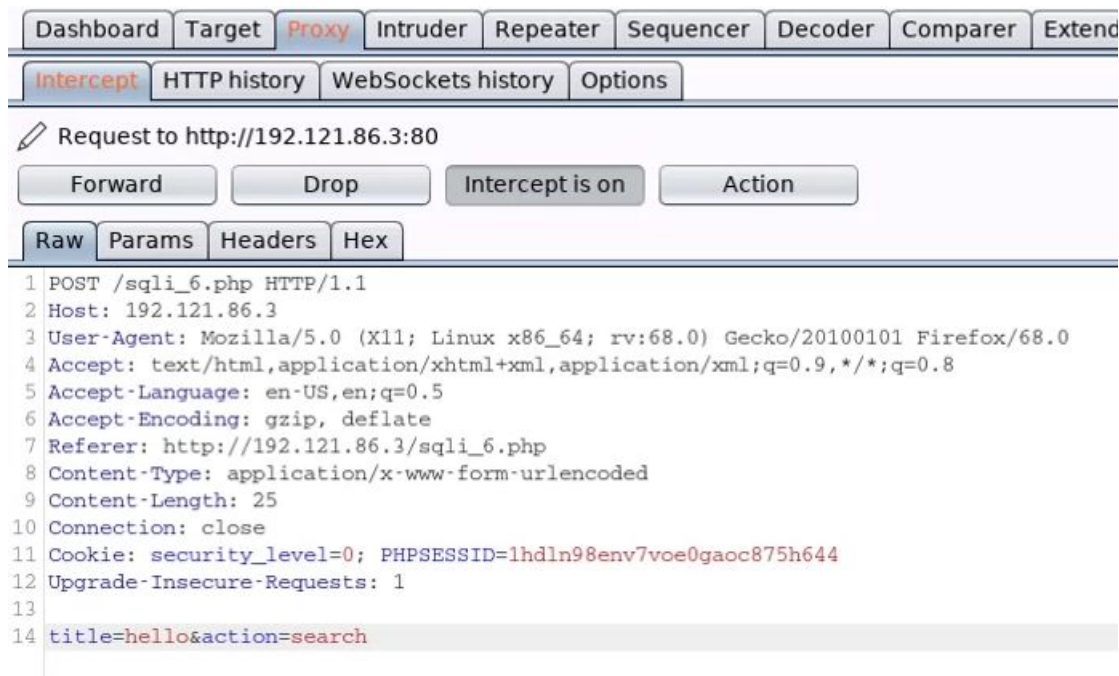 Dashboard Target Proxy Intruder Repeater Sequencer Decoder Comparer Extend
Intercept HTTP history WebSockets history Options
Request to http://192.121.86.3:80
Forward Drop Intercept is on Action
Raw Params Headers Hex
1 POST /sqli_6.php HTTP/1.1
2 Host: 192.121.86.3
3 User-Agent: Mozilla/5.0 (X11; Linux x86_64; rv:68.0) Gecko/20100101 Firefox/68.0
4 Accept: text/html,application/xhtml+xml,application/xml;q=0.9,*/*;q=0.8
5 Accept-Language: en-US,en;q=0.5
6 Accept-Encoding: gzip, deflate
7 Referer: http://192.121.86.3/sqli_6.php
8 Content-Type: application/x-www-form-urlencoded
9 Content-Length: 25
10 Connection: close
11 Cookie: security_level=0; PHPSESSID=1hdln98env7voe0gaoc875h644
12 Upgrade-Insecure-Requests: 1
13
14 title=hello&action=search